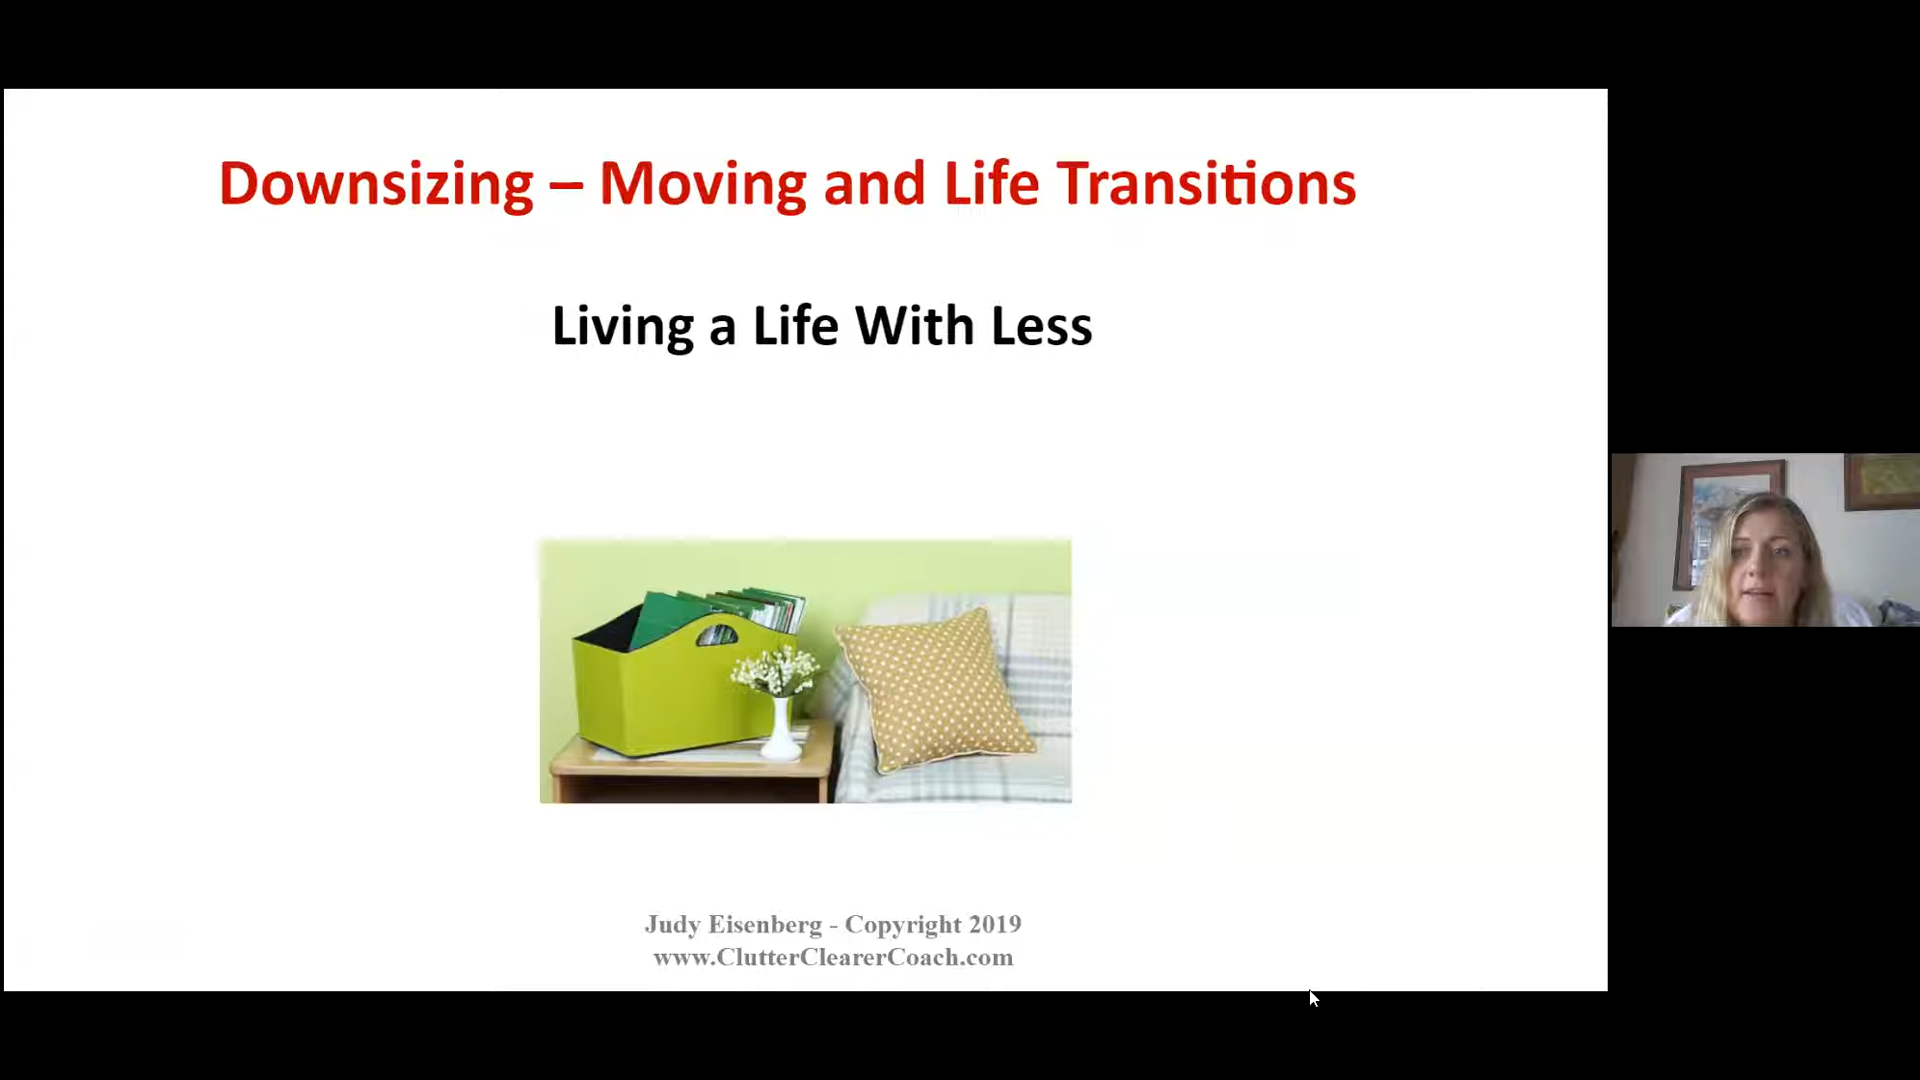 Downsizing – Moving and Life Transitions
Living a Life With Less
Judy Eisenberg - Copyright 2019
www.ClutterClearerCoach.com